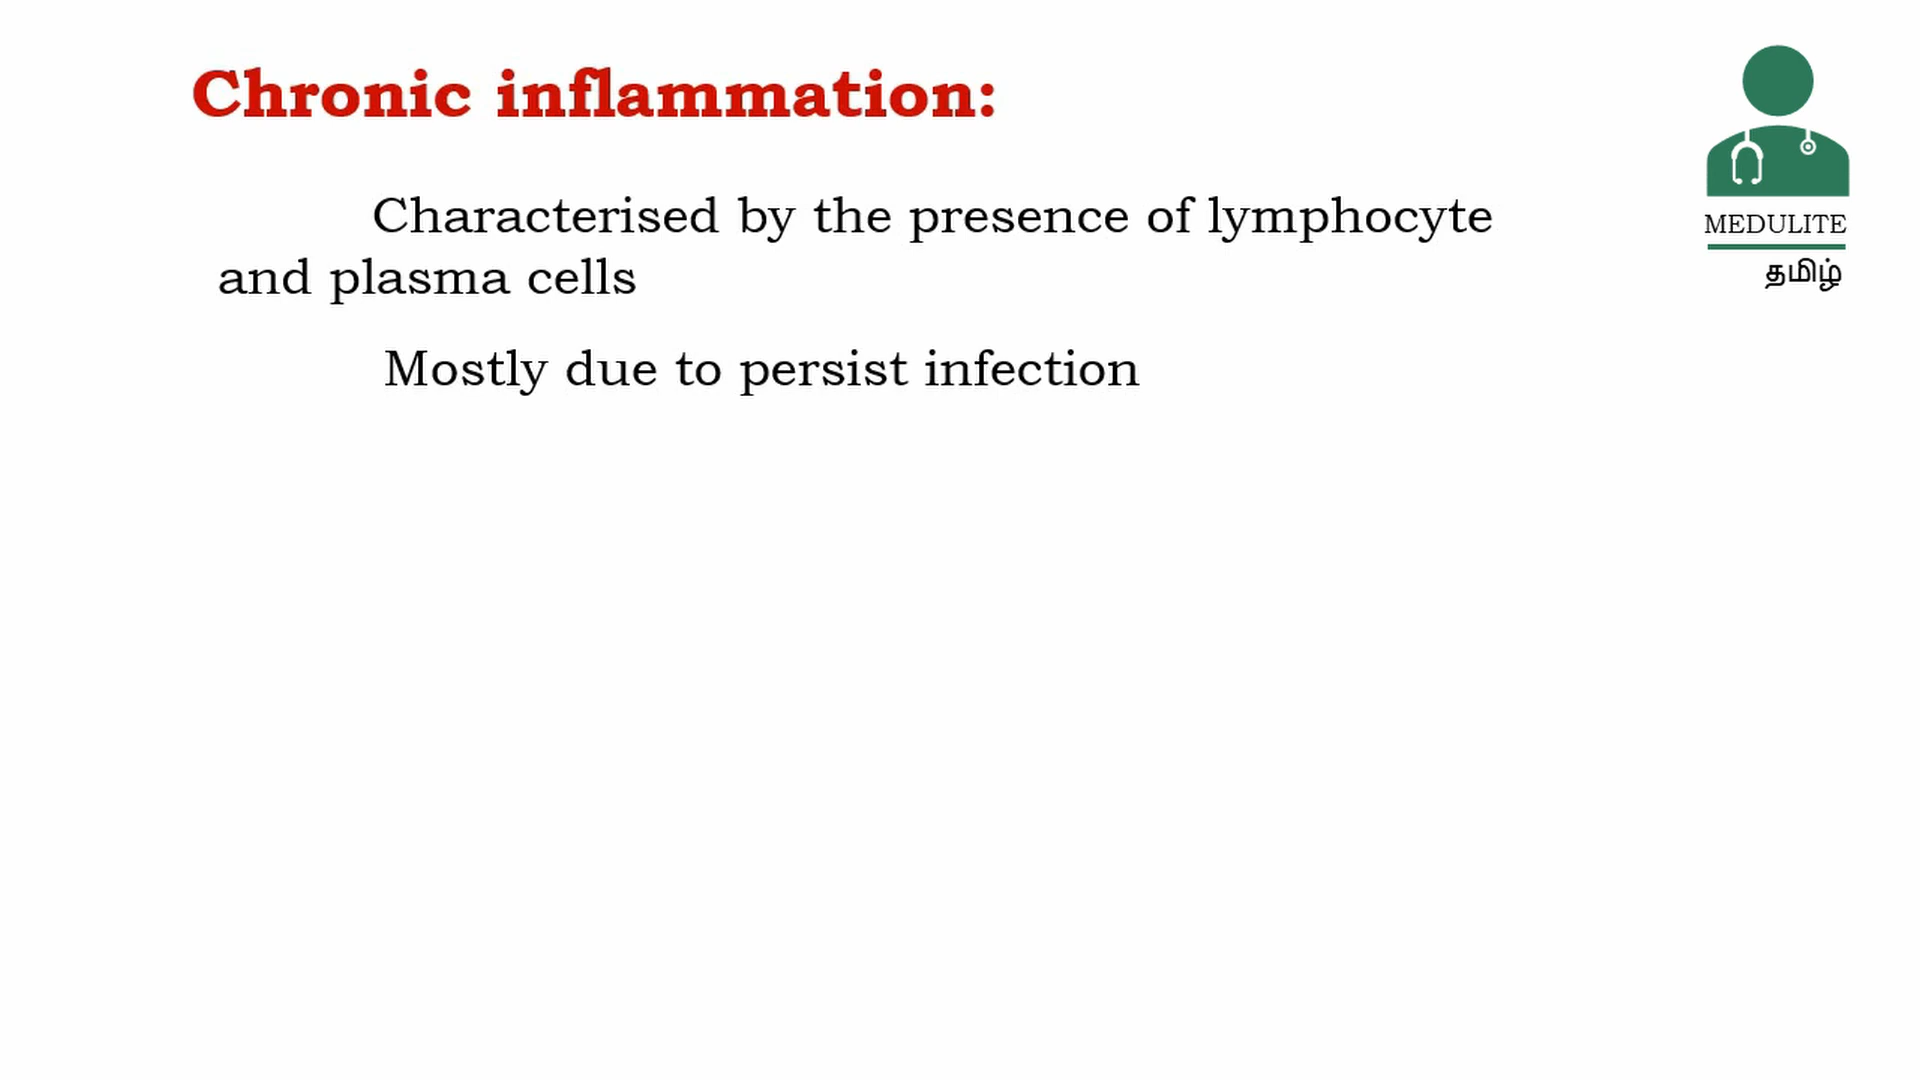 Chronic inflammation:
Characterised by the presence of lymphocyte
and plasma cells
Mostly due to persist infection
MEDULITE
தமிழ்